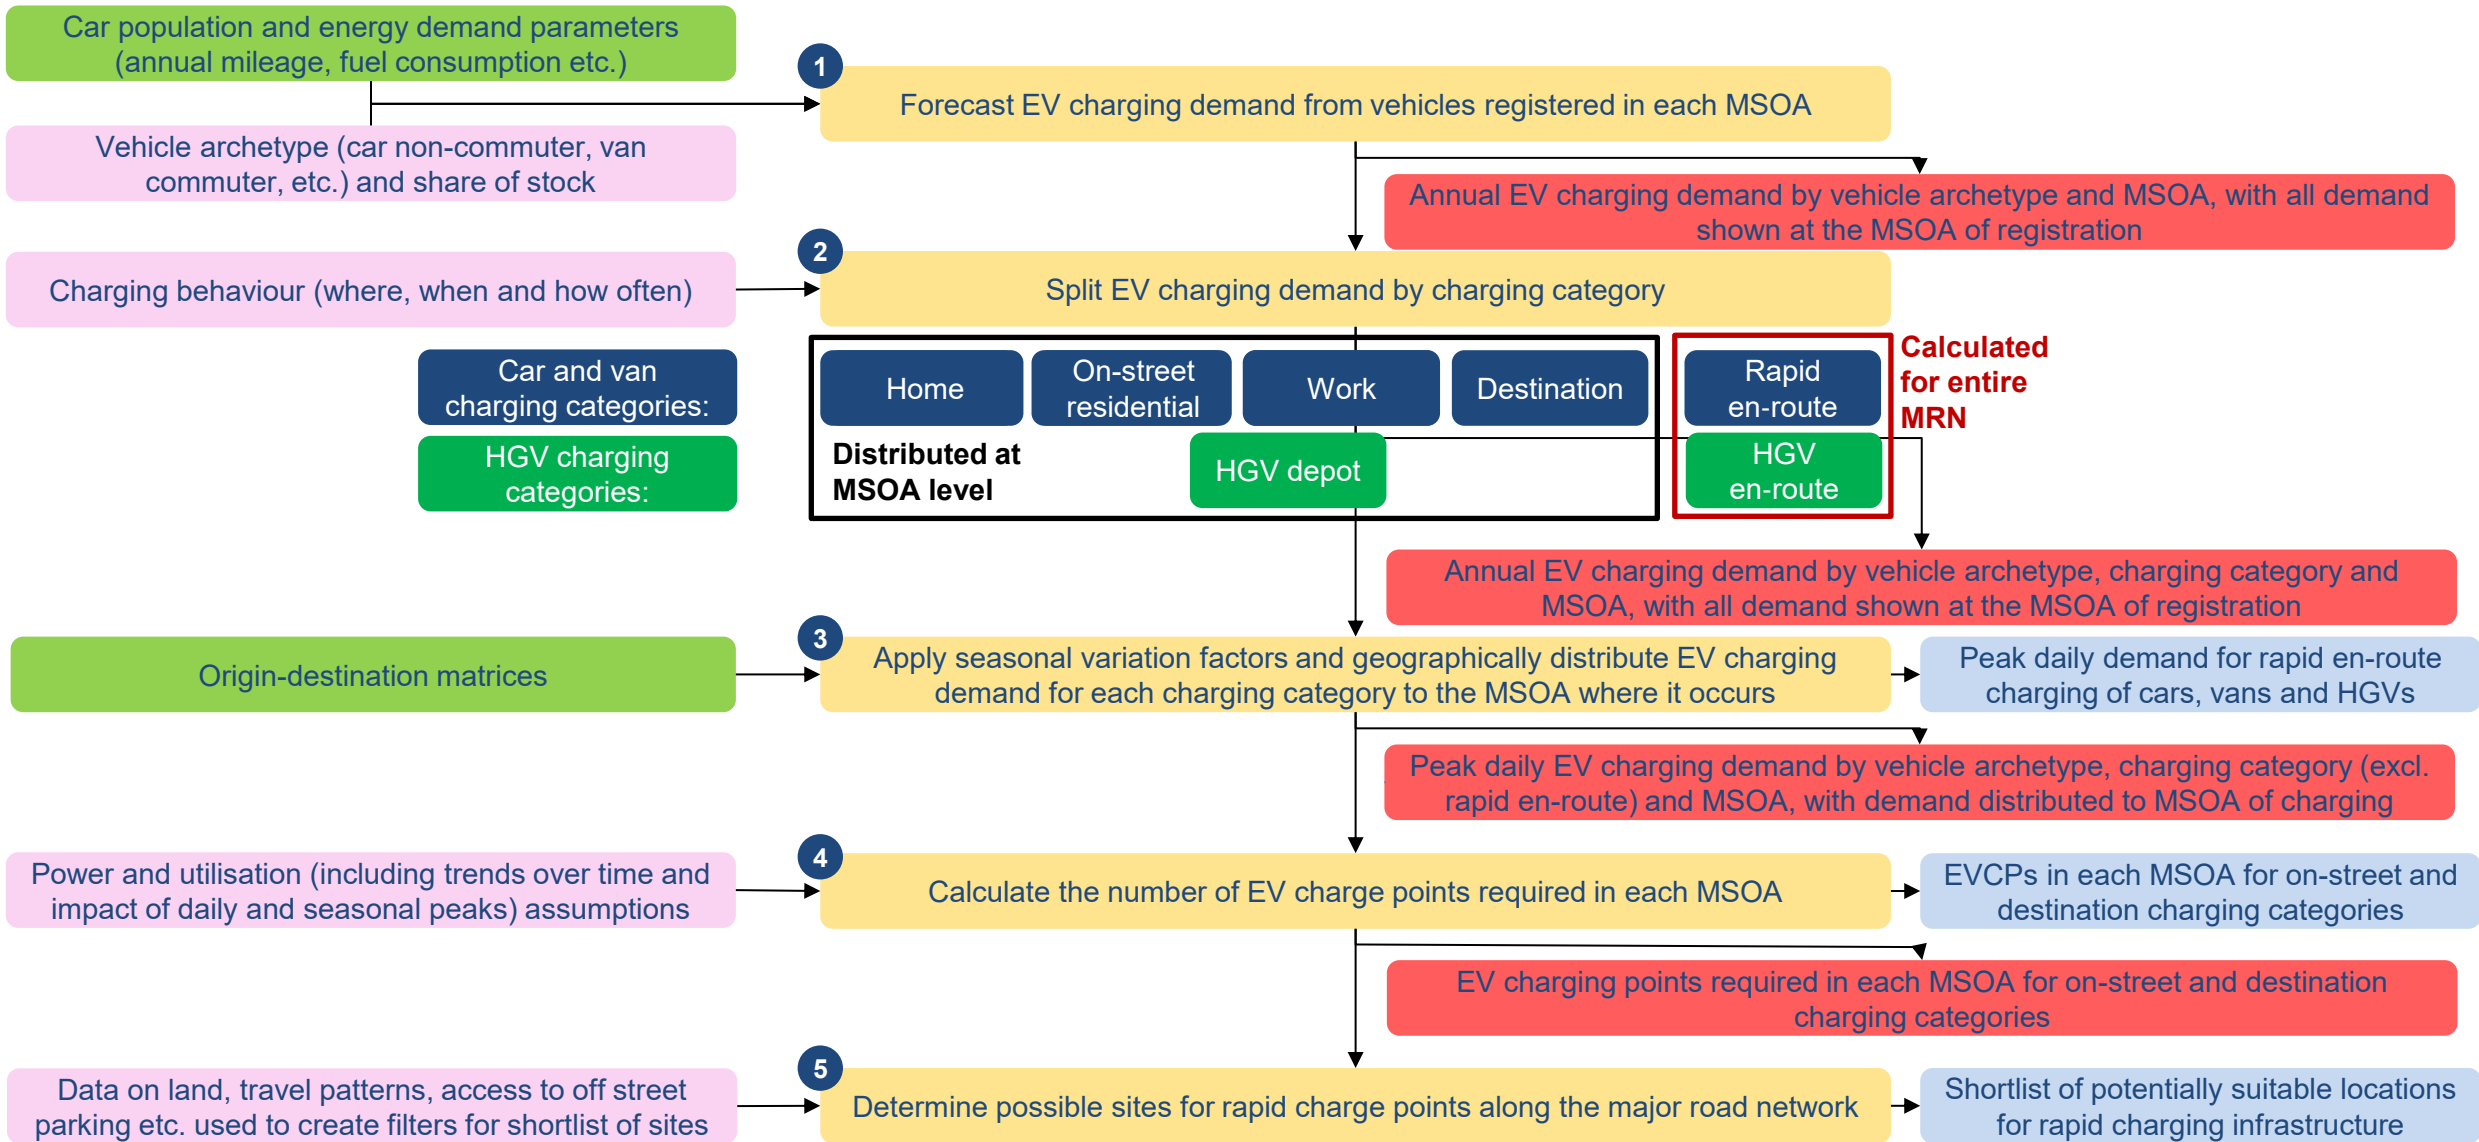 Car population and energy demand parameters
(annual mileage, fuel consumption etc.)
1
Forecast EV charging demand from vehicles registered in each MSOA
Vehicle archetype (car non-commuter, van
commuter, etc.) and share of stock
Annual EV charging demand by vehicle archetype and MSOA, with all demand
shown at the MSOA of registration
2
Charging behaviour (where, when and how often)
Split EV charging demand by charging category
Car and van
charging categories:
Home
On-street
residential
Work
Destination
Rapid
en-route
Calculated
for entire
MRN
HGV charging
categories:
Distributed at
MSOA level
HGV depot
HGV
en-route
Annual EV charging demand by vehicle archetype, charging category and
MSOA, with all demand shown at the MSOA of registration
3
Origin-destination matrices
Apply seasonal variation factors and geographically distribute EV charging
demand for each charging category to the MSOA where it occurs
Peak daily demand for rapid en-route
charging of cars, vans and HGVs
Peak daily EV charging demand by vehicle archetype, charging category (excl.
rapid en-route) and MSOA, with demand distributed to MSOA of charging
4
Power and utilisation (including trends over time and
impact of daily and seasonal peaks) assumptions
Calculate the number of EV charge points required in each MSOA
EVCPs in each MSOA for on-street and
destination charging categories
EV charging points required in each MSOA for on-street and destination
charging categories
5
Data on land, travel patterns, access to off street
parking etc. used to create filters for shortlist of sites
Determine possible sites for rapid charge points along the major road network
Shortlist of potentially suitable locations
for rapid charging infrastructure